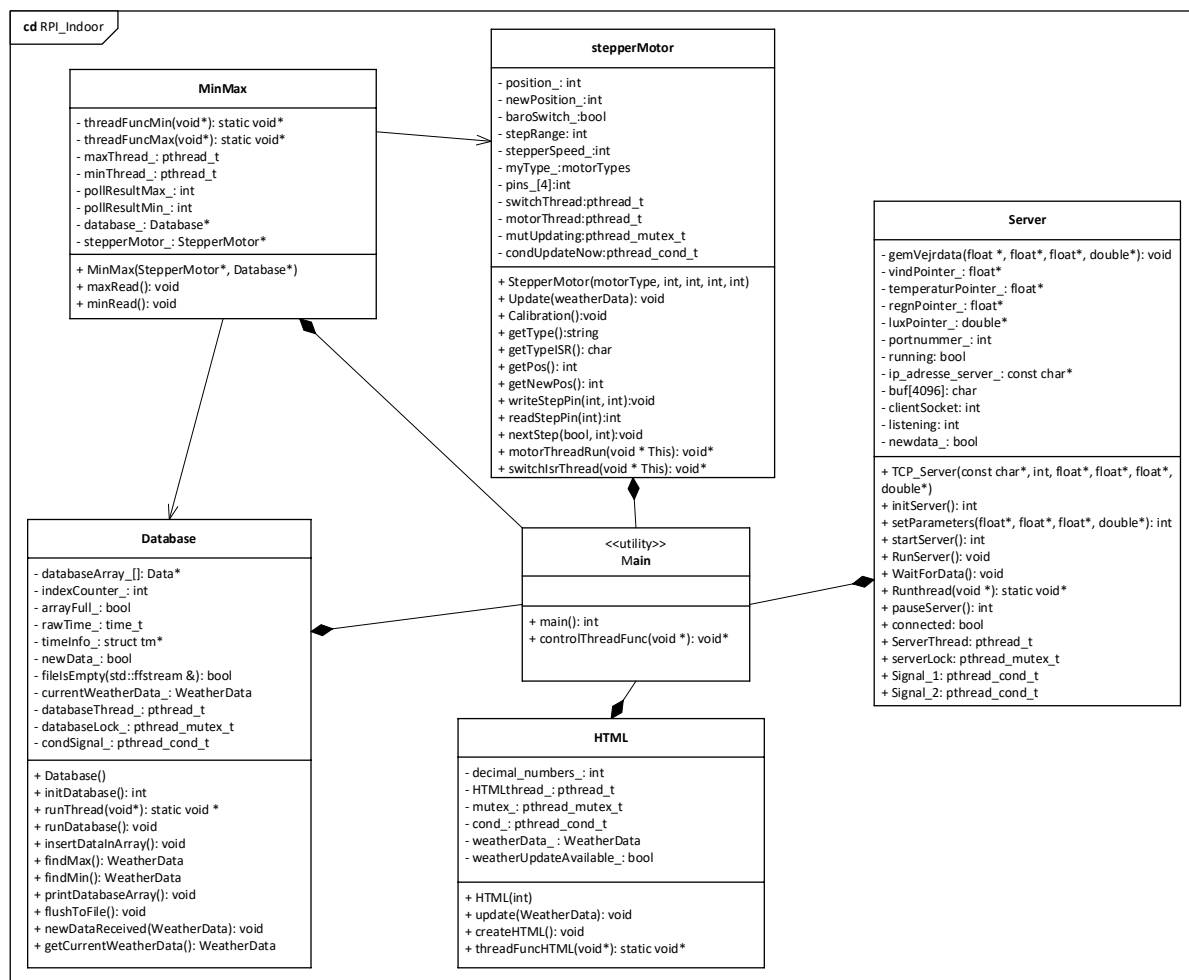 cd RPI_Indoor
MinMax
- threadFuncMin(void*): static void*
- threadFuncMax(void*): static void*
- maxThread_: pthread_t
- minThread_: pthread_t
- pollResultMax_: int
- pollResultMin_: int
- database_: Database*
- stepperMotor_: StepperMotor*
+ MinMax(StepperMotor*, Database*)
+ maxRead(): void
+ minRead(): void
stepperMotor
- position_: int
- newPosition_:int
- baroSwitch_:bool
- stepRange: int
- stepperSpeed_:int
- myType_:motorTypes
- pins_[4]:int
- switchThread:pthread_t
- motorThread:pthread_t
- mutUpdating:pthread_mutex_t
- condUpdateNow:pthread_cond_t
+ StepperMotor(motorType, int, int, int, int)
+ Update(weatherData): void
+ Calibration():void
+ getType():string
+ getTypeISR(): char
+ getPos(): int
+ getNewPos(): int
+ writeStepPin(int, int):void
+ readStepPin(int):int
+ nextStep(bool, int):void
+ motorThreadRun(void * This): void*
+ switchIsrThread(void * This): void*
Server
- gemVejrdata(float *, float*, float*, double*): void
- vindPointer_: float*
- temperaturPointer_: float*
- regnPointer_: float*
- luxPointer_: double*
- portnummer_: int
- running: bool
- ip_adresse_server_: const char*
- buf[4096]: char
- clientSocket: int
- listening: int
- newdata_: bool
+ TCP_Server(const char*, int, float*, float*, float*,
double*)
+ initServer(): int
+ setParameters(float*, float*, float*, double*): int
+ startServer(): int
+ RunServer(): void
+ WaitForData(): void
+ Runthread(void *): static void*
+ pauseServer(): int
+ connected: bool
+ ServerThread: pthread_t
+ serverLock: pthread_mutex_t
+ Signal_1: pthread_cond_t
+ Signal_2: pthread_cond_t
Database
- databaseArray_[]: Data*
- indexCounter_: int
- arrayFull_: bool
- rawTime_: time_t
- timeInfo_: struct tm*
- newData_: bool
- fileIsEmpty(std::ffstream &): bool
- currentWeatherData_: WeatherData
- databaseThread_: pthread_t
- databaseLock_: pthread_mutex_t
- condSignal_: pthread_cond_t
+ Database()
+ initDatabase(): int
+ runThread(void*): static void *
+ runDatabase(): void
+ insertDataInArray(): void
+ findMax(): WeatherData
+ findMin(): WeatherData
+ printDatabaseArray(): void
+ flushToFile(): void
+ newDataReceived(WeatherData): void
+ getCurrentWeatherData(): WeatherData
<<utility>>
Main
+ main(): int
+ controlThreadFunc(void *): void*
HTML
- decimal_numbers_: int
- HTMLthread_: pthread_t
- mutex_: pthread_mutex_t
- cond_: pthread_cond_t
- weatherData_: WeatherData
- weatherUpdateAvailable_: bool
+ HTML(int)
+ update(WeatherData): void
+ createHTML(): void
+ threadFuncHTML(void*): static void*